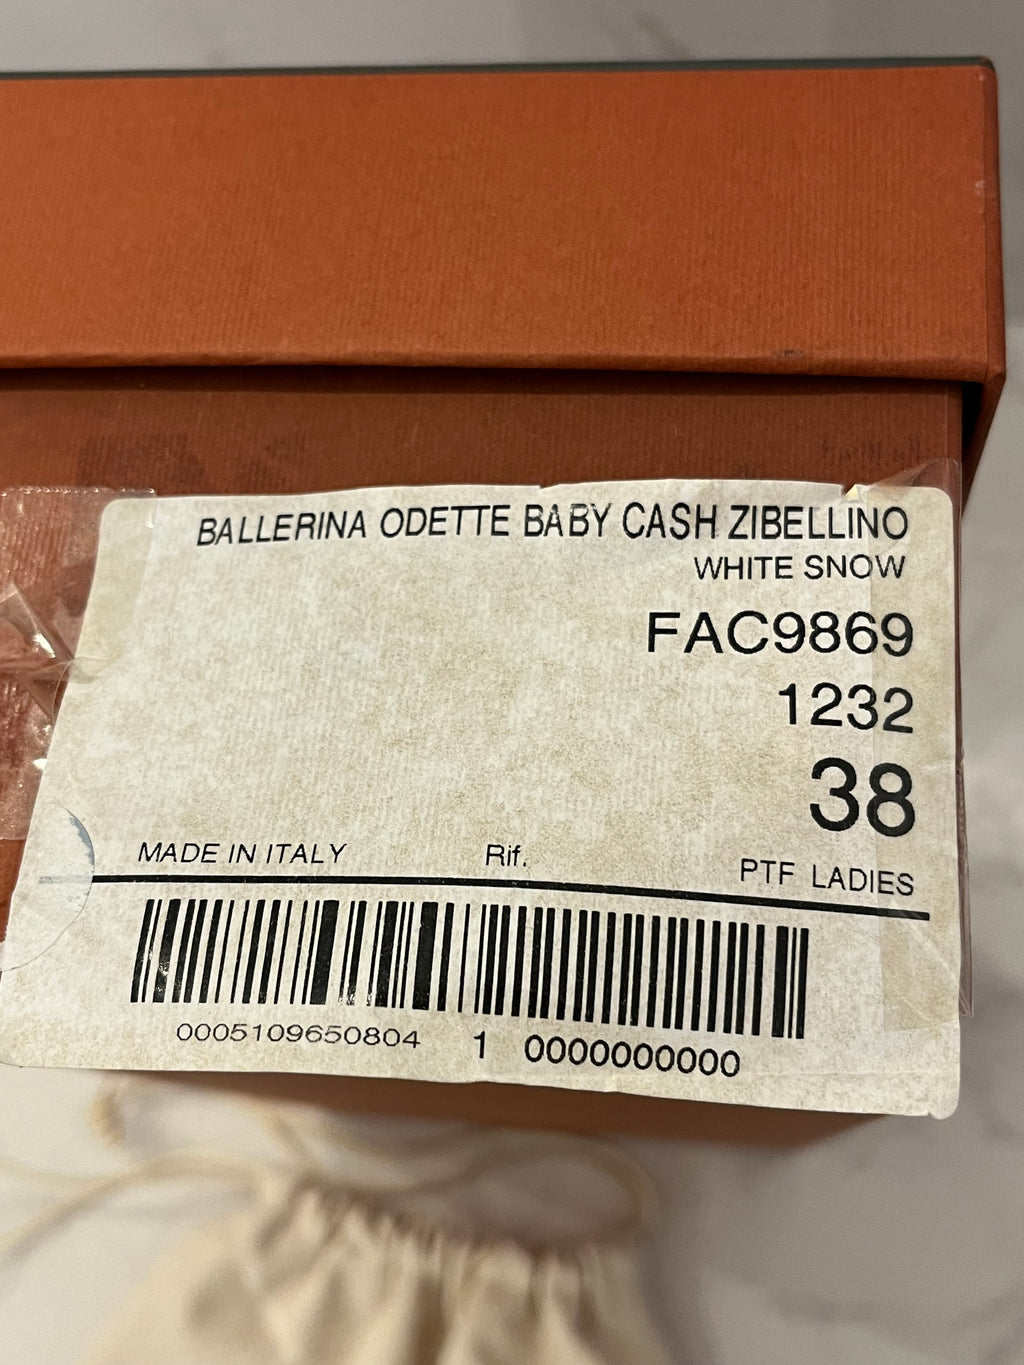 BALLERINA ODETTE BABY CASH ZIBELLINO
WHITE SNOW
FAC9869
1232
38
MADE IN ITALY Rif. PTF LADIES
0005109650804 1 0000000000